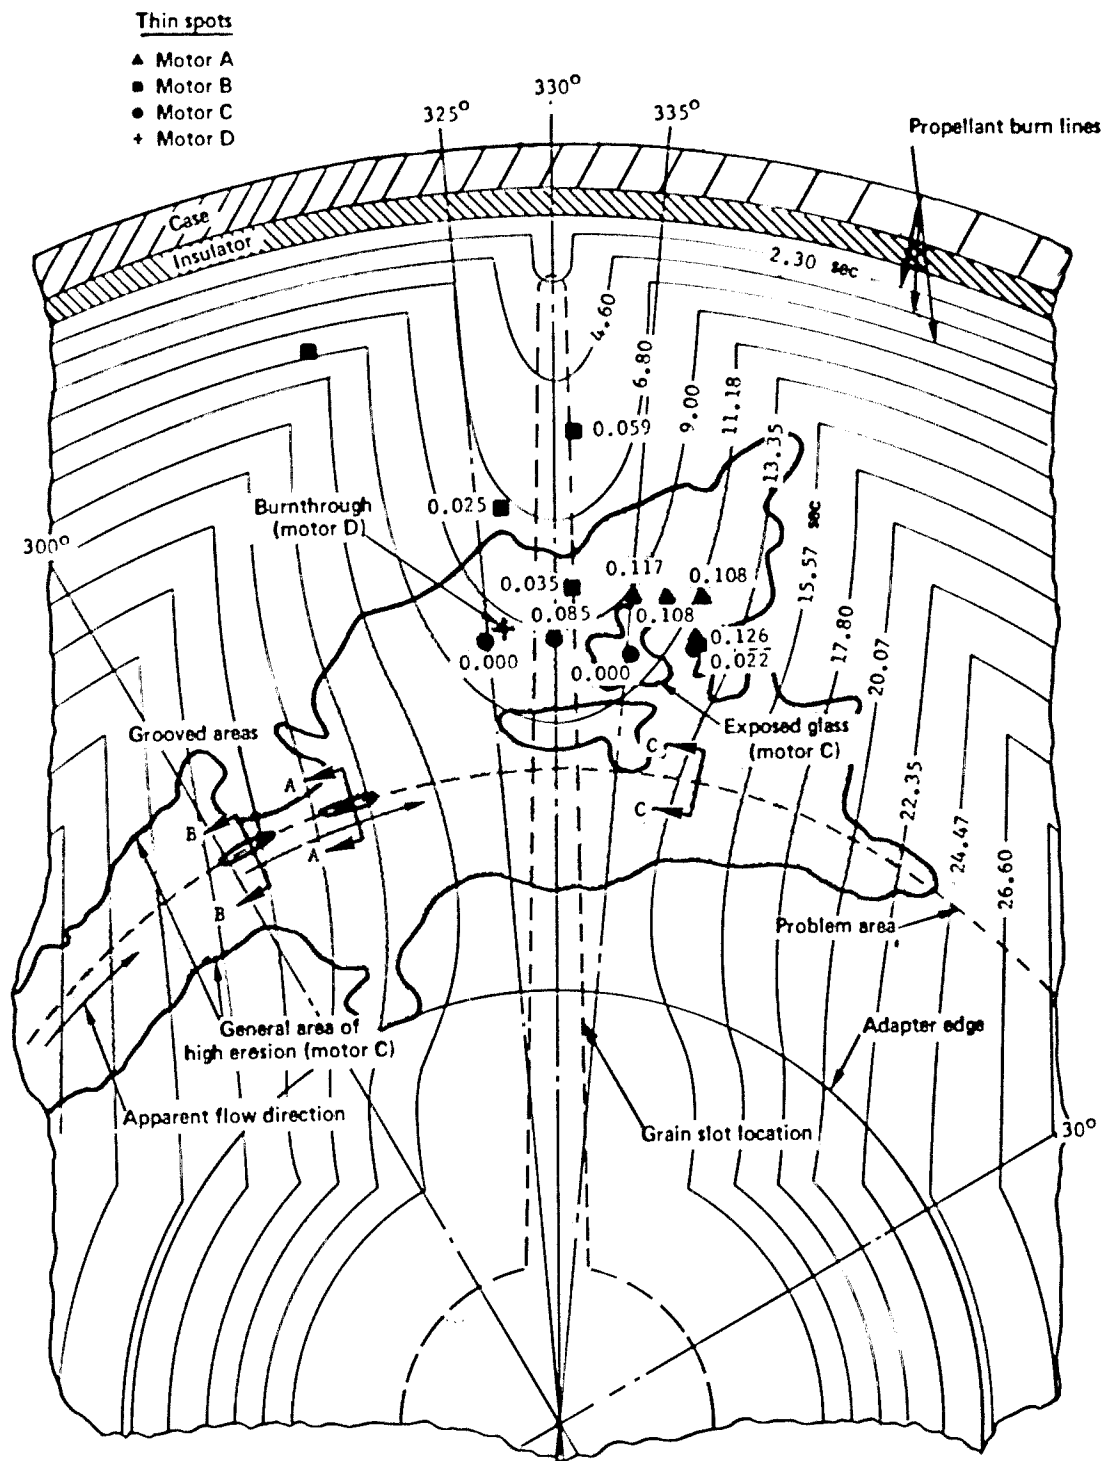 Thin spots
▲ Motor A
■ Motor B
● Motor C
+ Motor D
330°
325°
335°
Propellant burn lines
Case
Insulator
2.30 sec
4.60
6.80
9.00
11.18
13.35
15.57 sec
17.80
20.07
22.35
24.47
26.60
0.059
0.025
Burnthrough
(motor D)
300°
0.035
0.117
0.108
0.085
0.108
0.126
0.022
0.000
0.000
Exposed glass
(motor C)
Grooved areas
A
A
B
B
C
C
Problem area
General area of
high eresion (motor C)
Adapter edge
Apparent flow direction
Grain slot location
30°